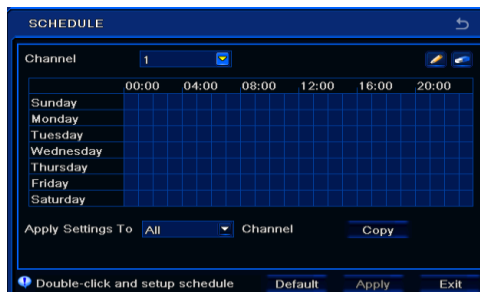 SCHEDULE
Channel 1
00:00 04:00 08:00 12:00 16:00 20:00
Sunday
Monday
Tuesday
Wednesday
Thursday
Friday
Saturday
Apply Settings To All Channel Copy
Double-click and setup schedule Default Apply Exit